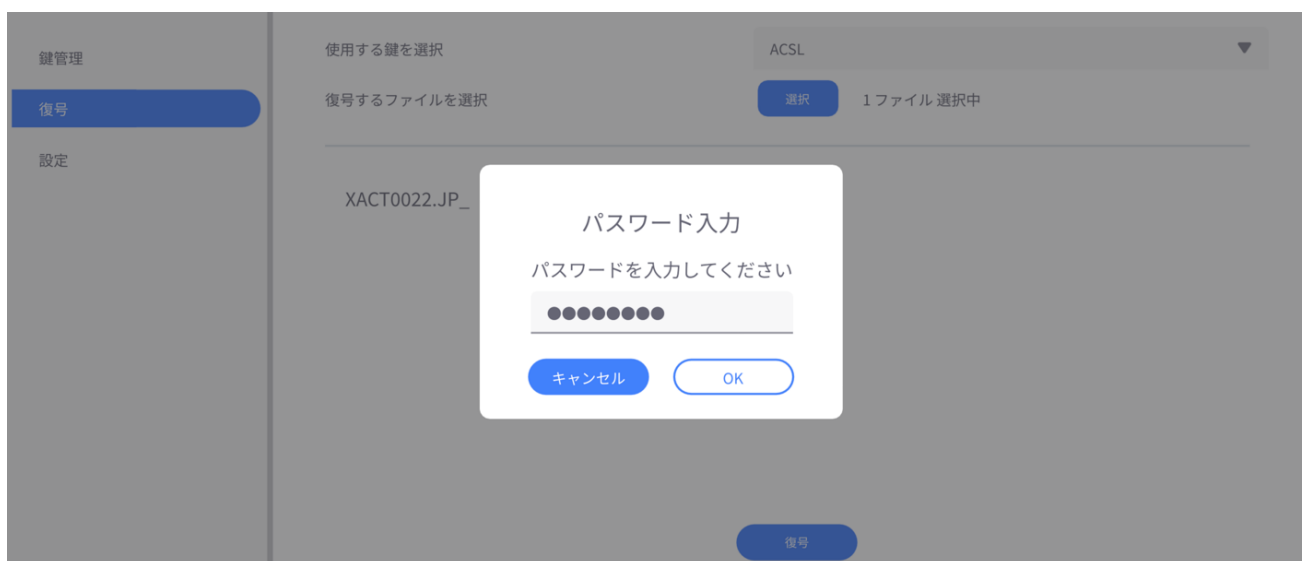 鍵管理
復号
設定
使用する鍵を選択
ACSL
復号するファイルを選択
選択
1 ファイル 選択中
XACT0022.JP_
パスワード入力
パスワードを入力してください
●●●●●●●●
キャンセル
OK
復号